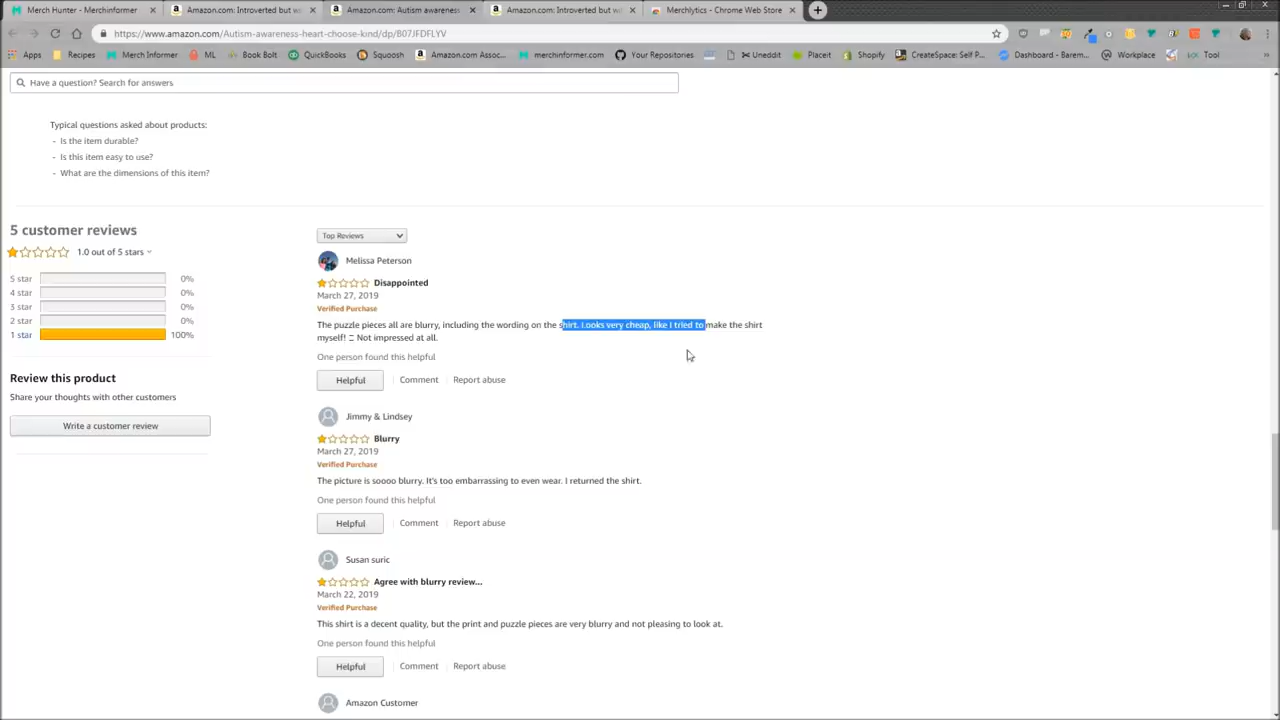 Merch Hunter - Merchinformer
Amazon.com: Introverted but w
Amazon.com: Autism awareness
Amazon.com: Introverted but w
Merchlytics - Chrome Web Store
https://www.amazon.com/Autism-awareness-heart-choose-kind/dp/B07JFDFLYV
Apps
Recipes
Merch Informer
ML
Book Bolt
QuickBooks
Squoosh
Amazon.com Assoc...
merchinformer.com
Your Repositories
Uneddit
Placeit
Shopify
CreateSpace: Self P...
Dashboard - Barem...
Workplace
Tool
Have a question? Search for answers
Typical questions asked about products:
- Is the item durable?
- Is this item easy to use?
- What are the dimensions of this item?
5 customer reviews
1.0 out of 5 stars
5 star 0%
4 star 0%
3 star 0%
2 star 0%
1 star 100%
Review this product
Share your thoughts with other customers
Write a customer review
Top Reviews
Melissa Peterson
Disappointed
March 27, 2019
Verified Purchase
The puzzle pieces all are blurry, including the wording on the shirt. Looks very cheap, like I tried to make the shirt
myself! Not impressed at all.
One person found this helpful
Helpful | Comment | Report abuse
Jimmy & Lindsey
Blurry
March 27, 2019
Verified Purchase
The picture is soooo blurry. It's too embarrassing to even wear. I returned the shirt.
One person found this helpful
Helpful | Comment | Report abuse
Susan suric
Agree with blurry review...
March 22, 2019
Verified Purchase
This shirt is a decent quality, but the print and puzzle pieces are very blurry and not pleasing to look at.
One person found this helpful
Helpful | Comment | Report abuse
Amazon Customer